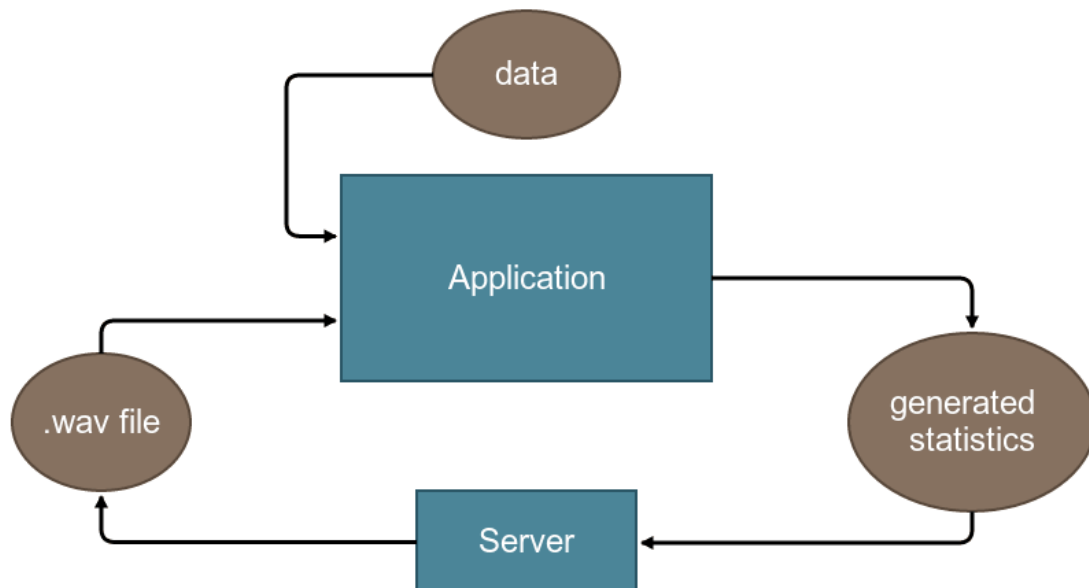 data
Application
.wav file
generated
statistics
Server